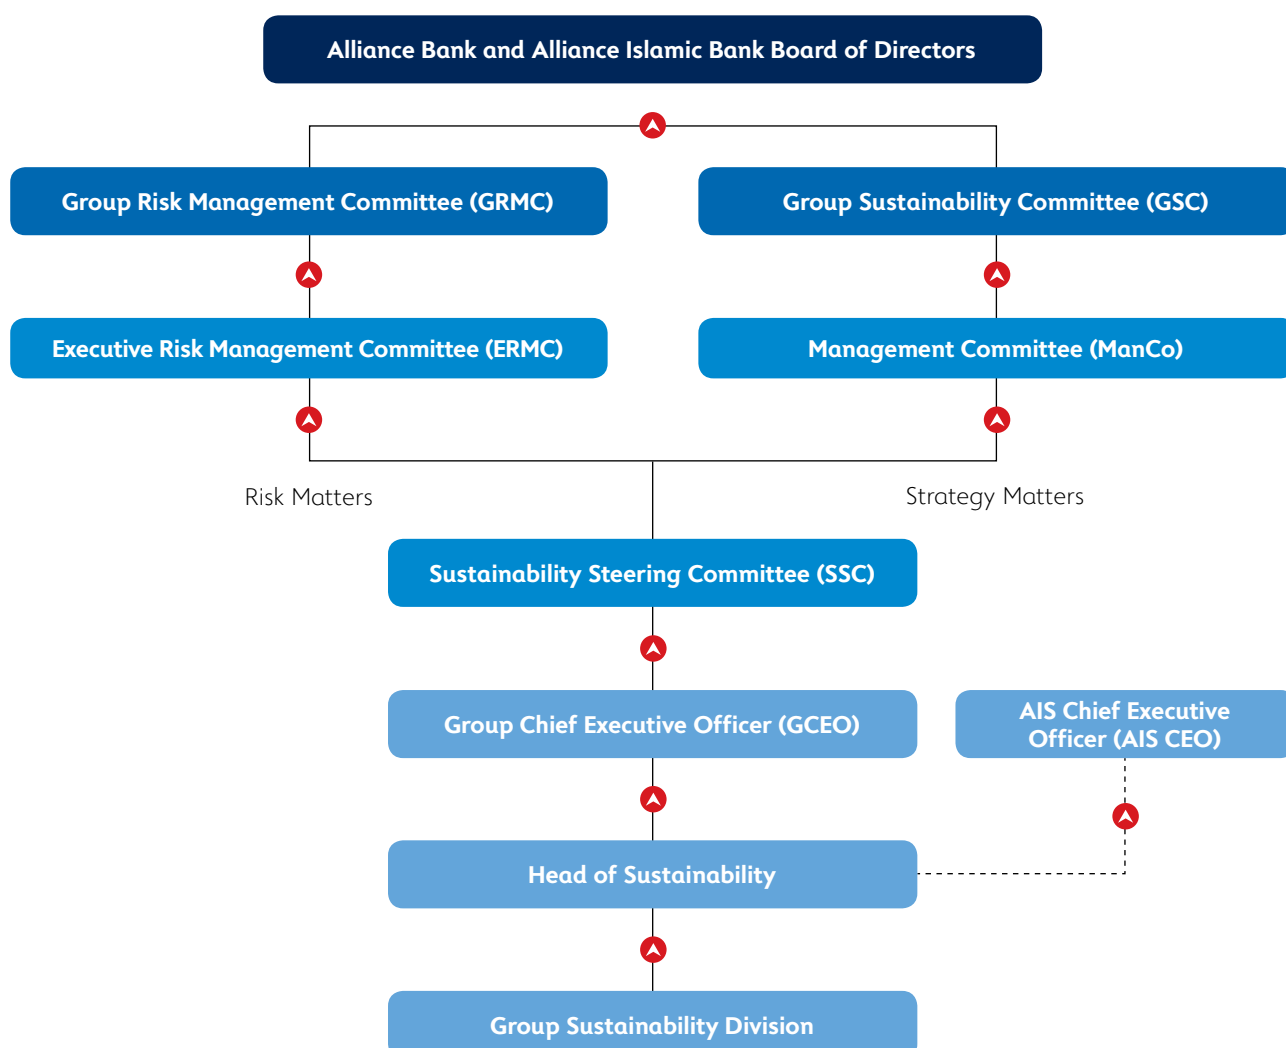 Alliance Bank and Alliance Islamic Bank Board of Directors
Group Risk Management Committee (GRMC)
Group Sustainability Committee (GSC)
Executive Risk Management Committee (ERMC)
Management Committee (ManCo)
Risk Matters
Strategy Matters
Sustainability Steering Committee (SSC)
Group Chief Executive Officer (GCEO)
AIS Chief Executive
Officer (AIS CEO)
Head of Sustainability
Group Sustainability Division